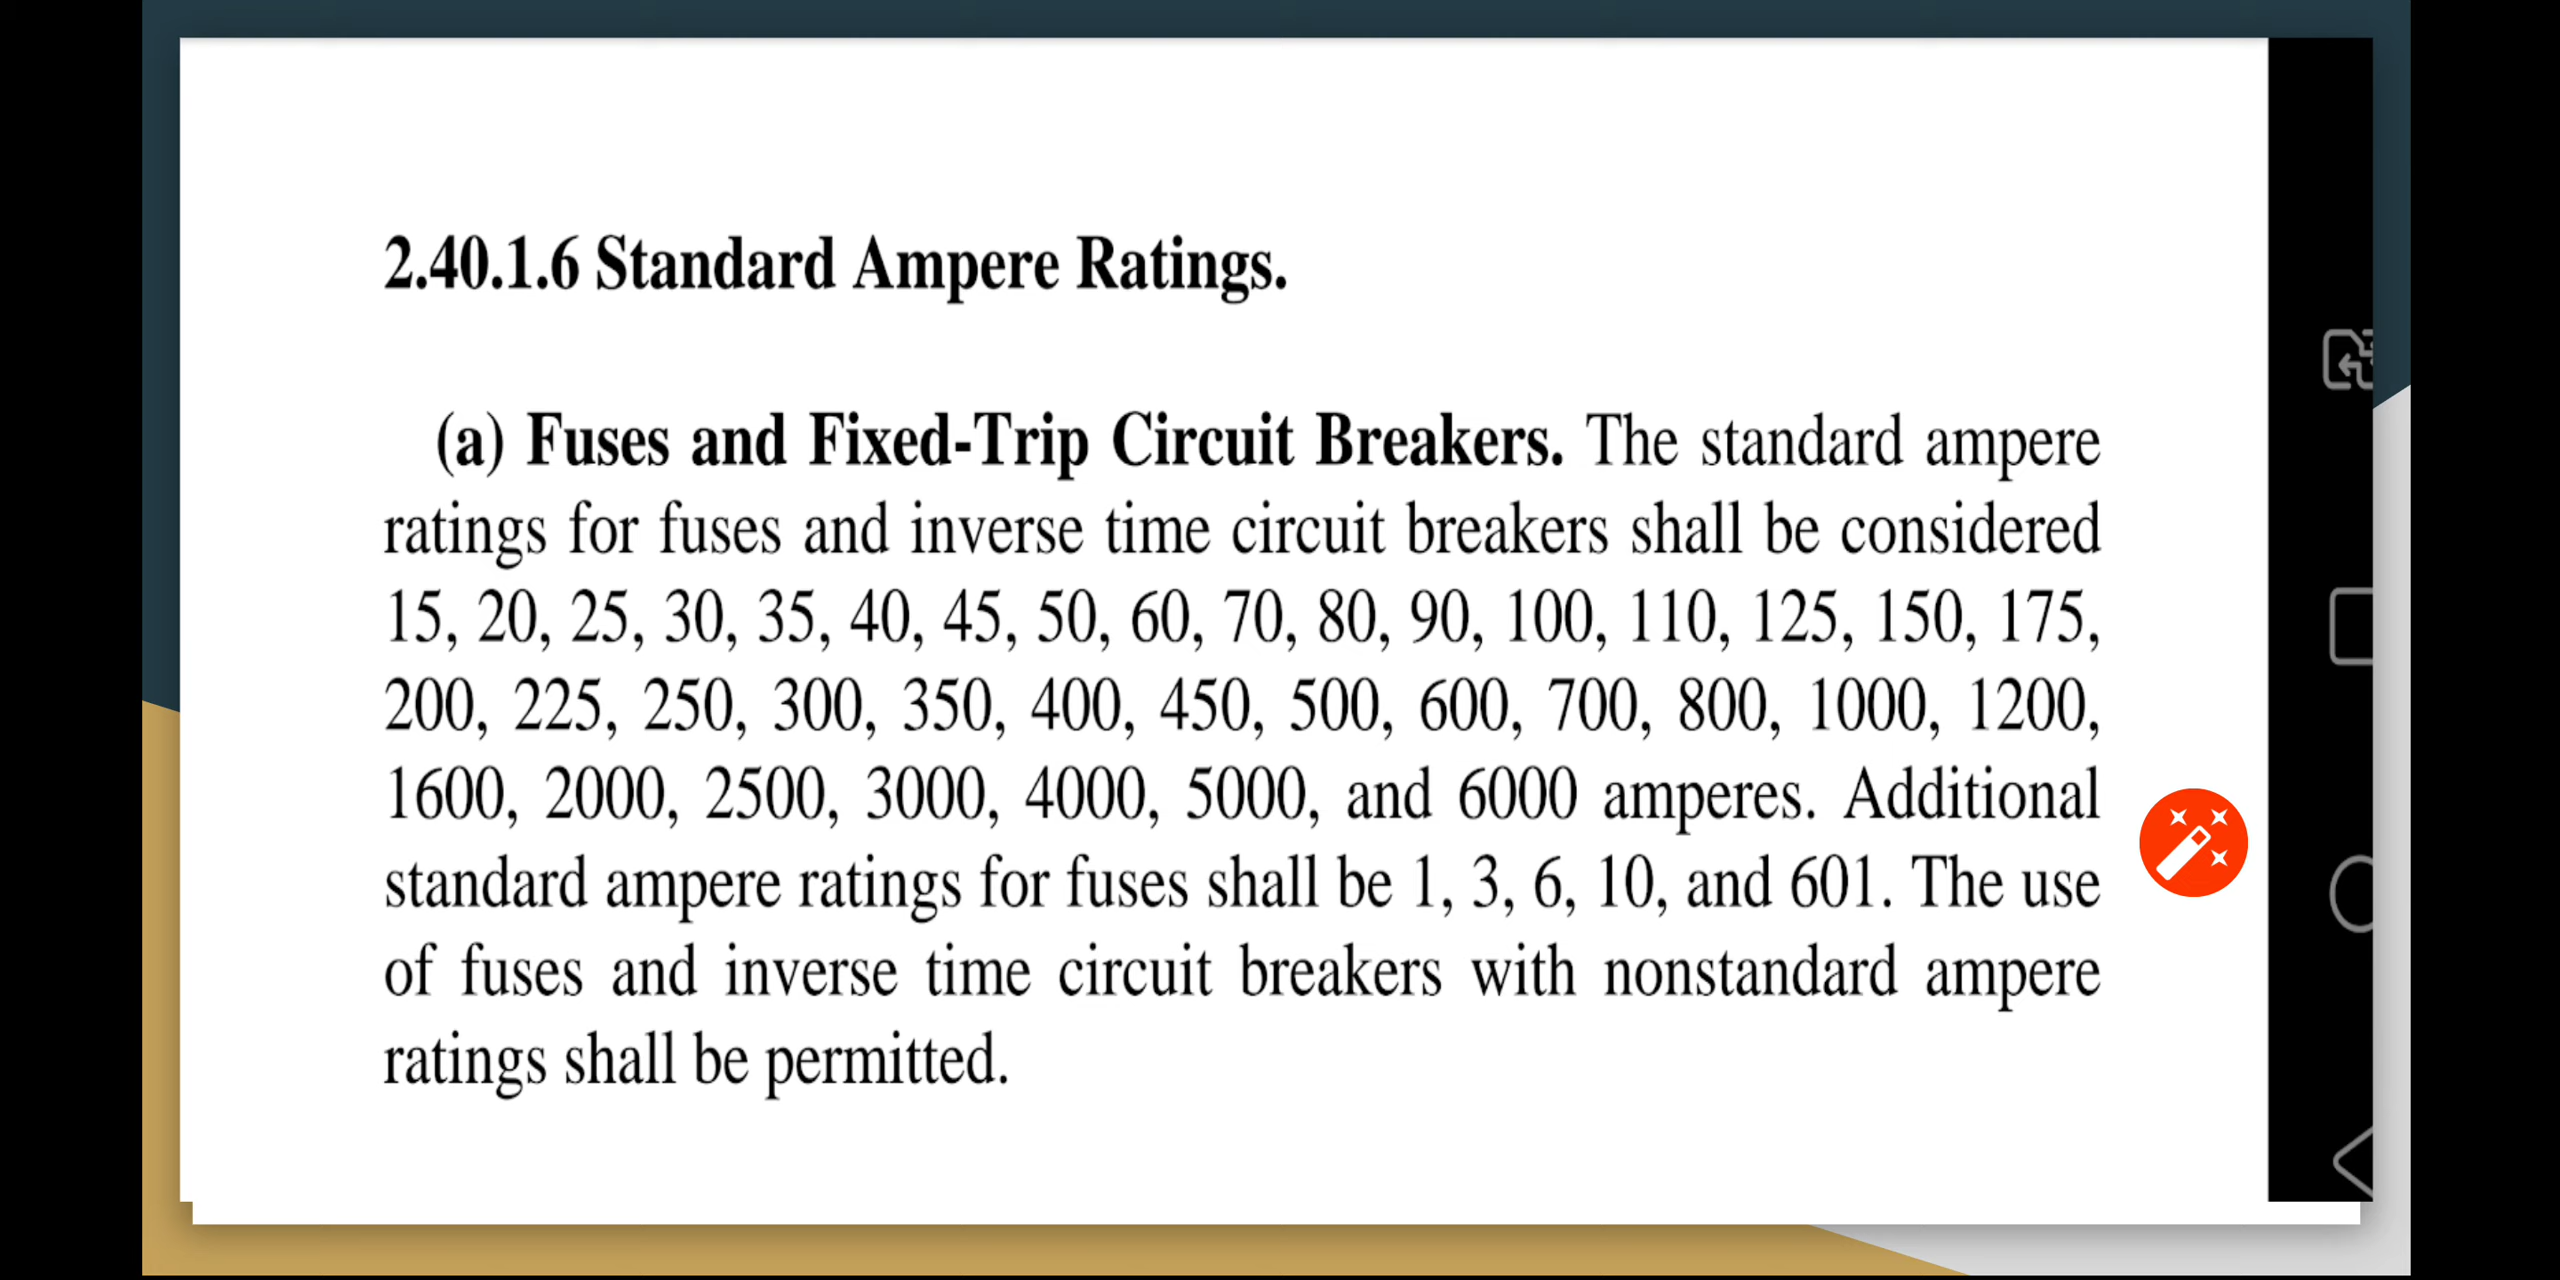 2.40.1.6 Standard Ampere Ratings.
(a) Fuses and Fixed-Trip Circuit Breakers. The standard ampere
ratings for fuses and inverse time circuit breakers shall be considered
15, 20, 25, 30, 35, 40, 45, 50, 60, 70, 80, 90, 100, 110, 125, 150, 175,
200, 225, 250, 300, 350, 400, 450, 500, 600, 700, 800, 1000, 1200,
1600, 2000, 2500, 3000, 4000, 5000, and 6000 amperes. Additional
standard ampere ratings for fuses shall be 1, 3, 6, 10, and 601. The use
of fuses and inverse time circuit breakers with nonstandard ampere
ratings shall be permitted.